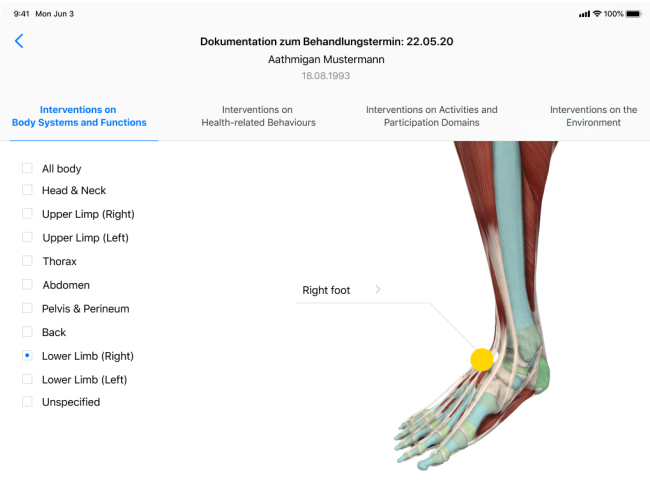 9:41 Mon Jun 3
100%
Dokumentation zum Behandlungstermin: 22.05.20
Aathmigan Mustermann
18.08.1993
Interventions on
Body Systems and Functions
Interventions on
Health-related Behaviours
Interventions on Activities and
Participation Domains
Interventions on the
Environment
All body
Head & Neck
Upper Limp (Right)
Upper Limp (Left)
Thorax
Abdomen
Pelvis & Perineum
Back
Lower Limb (Right)
Lower Limb (Left)
Unspecified
Right foot